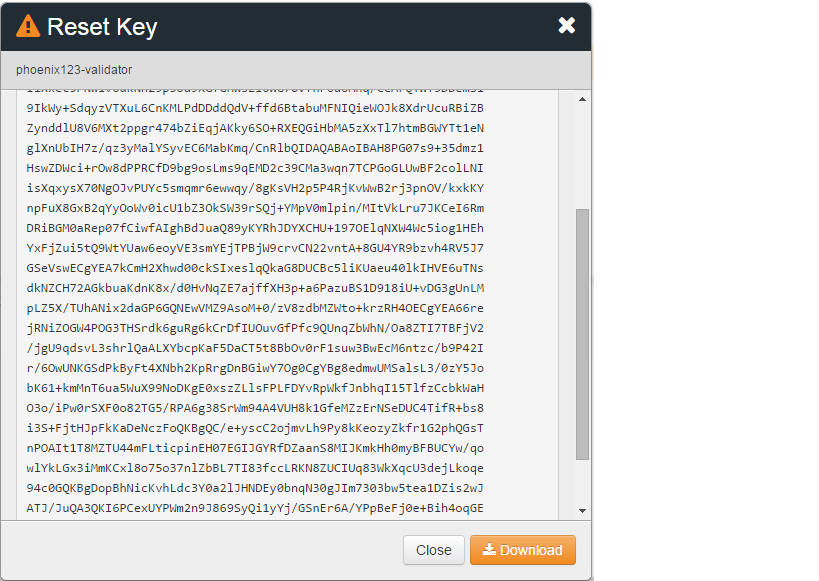 Reset Key
phoenix123-validator
9IkWy+SdqyzVTXuL6CnKMLPdDDddQdV+ffd6BtabuMFNIQieWOJk8XdrUcuRBiZB
ZynddlU8V6MXt2ppgr474bZiEqjAKky6SO+RXEQGiHbMA5zXxTl7htmBGWYTt1eN
glXnUbIH7z/qz3yMalYSyvEC6MabKmq/CnRlbQIDAQABAoIBAH8PG07s9+35dmz1
HswZDWci+rOw8dPPRCfD9bg9osLms9qEMD2c39CMa3wqn7TCPGoGLUwBF2colLNI
isXqxysX70NgOJvPUYc5smqmr6ewwqy/8gKsVH2p5P4RjKvWwB2rj3pnOV/kxkKY
npFuX8GxB2qYyOoWv0icU1bZ3OkSW39rSQj+YMpV0mlpin/MItVkLru7JKCeI6Rm
DRiBGM0aRep07fCiwfAIghBdJuaQ89yKYRhJDYXCHU+197OElqNXW4Wc5iog1HEh
YxFjZui5tQ9WtYUaw6eoyVE3smYEjTPBjW9crvCN22vntA+8GU4YR9bzvh4RV5J7
GSeVswECgYEA7kCmH2Xhwd00ckSIxeslqQkaG8DUCBc5liKUaeu40lkIHVE6uTNs
dkNZCH72AGkbuaKdnK8x/d0HvNqZE7ajffXH3p+a6PazuBS1D918iU+vDG3gUnLM
pLZ5X/TUhANix2daGP6GQNEwVMZ9AsoM+0/zV8zdbMZWto+krzRH4OECgYEA66re
jRNiZOGW4POG3THSrdk6guRg6kCrDfIUOuvGfPfc9QUnqZbWhN/Oa8ZTI7TBFjV2
/jgU9qdsvL3shrlQaALXYbcpKaF5DaCT5t8BbOv0rF1suw3BwEcM6ntzc/b9P42I
r/6OwUNKGSdPkByFt4XNbh2KpRrgDnBGiwY7Og0CgYBg8edmwUMSalsL3/0zY5Jo
bK61+kmMnT6ua5WuX99NoDKgE0xszZLlsFPLFDYvRpWkfJnbhqI15TlfzCcbkWaH
O3o/iPw0rSXF0o82TG5/RPA6g38SrWm94A4VUH8k1GfeMZzErNSeDUC4TifR+bs8
i3S+FjtHJpFkKaDeNczFoQKBgQC/e+yscC2ojmvLh9Py8kKeozyZkfr1G2phQGsT
nPOAIt1T8MZTU44mFLticpinEH07EGIJGYRfDZaanS8MIJKmkHh0myBFBUCYw/qo
wlYkLGx3iMmKCxl8o75o37nlZbBL7TI83fccLRKN8ZUCIUq83WkXqcU3dejLkoqe
94c0GQKBgDopBhNicKvhLdc3Y0a2lJHNDEy0bnqN30gJIm7303bw5tea1DZis2wJ
ATJ/JuQA3QKI6PCexUYPWm2n9J869SyQi1yYj/GSnEr6A/YPpBeFj0e+Bih4oqGE
Close
Download